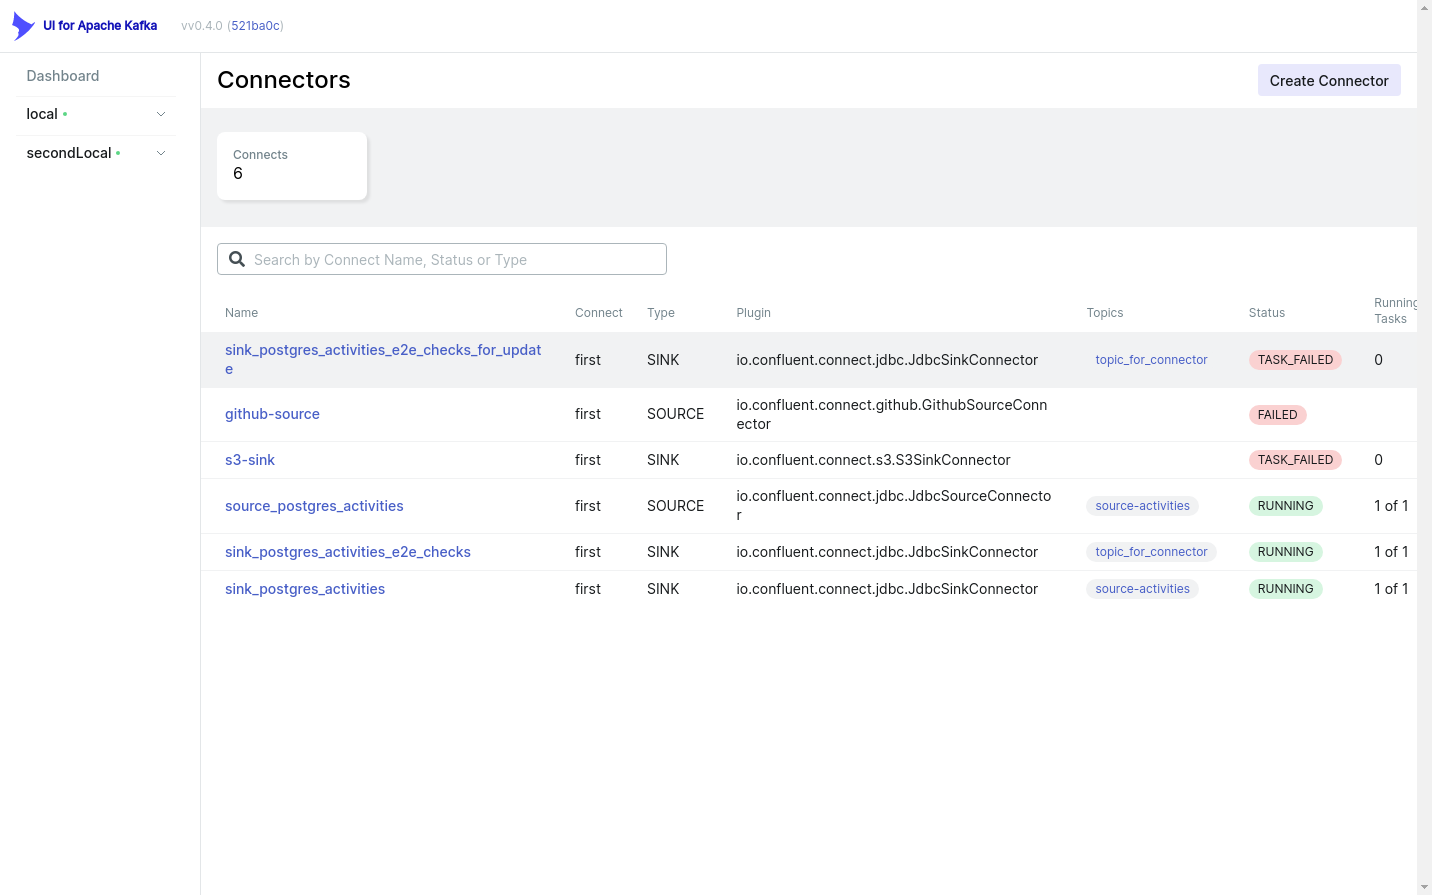 UI for Apache Kafka
vv0.4.0 (521ba0c)
Dashboard
local
secondLocal
Connectors
Create Connector
Connects
6
Search by Connect Name, Status or Type
Name Connect Type Plugin Topics Status Running
Tasks
sink_postgres_activities_e2e_checks_for_updat
e
first SINK io.confluent.connect.jdbc.JdbcSinkConnector topic_for_connector TASK_FAILED 0
github-source first SOURCE io.confluent.connect.github.GithubSourceConn
ector
FAILED
s3-sink first SINK io.confluent.connect.s3.S3SinkConnector TASK_FAILED 0
source_postgres_activities first SOURCE io.confluent.connect.jdbc.JdbcSourceConnecto
r
source-activities RUNNING 1 of 1
sink_postgres_activities_e2e_checks first SINK io.confluent.connect.jdbc.JdbcSinkConnector topic_for_connector RUNNING 1 of 1
sink_postgres_activities first SINK io.confluent.connect.jdbc.JdbcSinkConnector source-activities RUNNING 1 of 1